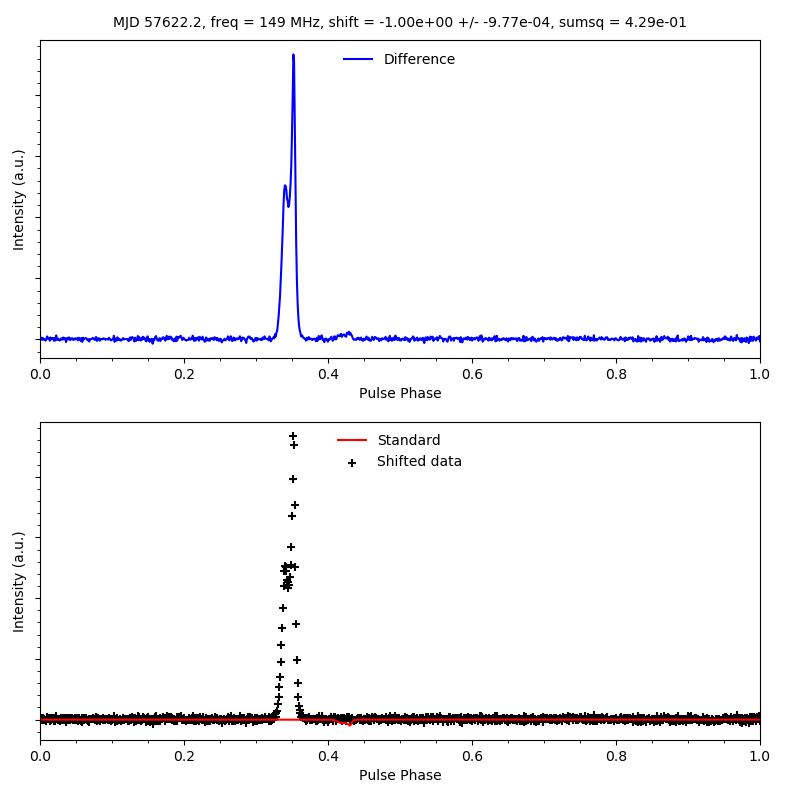 MJD 57622.2, freq = 149 MHz, shift = -1.00e+00 +/- -9.77e-04, sumsq = 4.29e-01
Difference
Intensity (a.u.)
0.0 0.2 0.4 0.6 0.8 1.0
Pulse Phase
Standard
Shifted data
Intensity (a.u.)
0.0 0.2 0.4 0.6 0.8 1.0
Pulse Phase